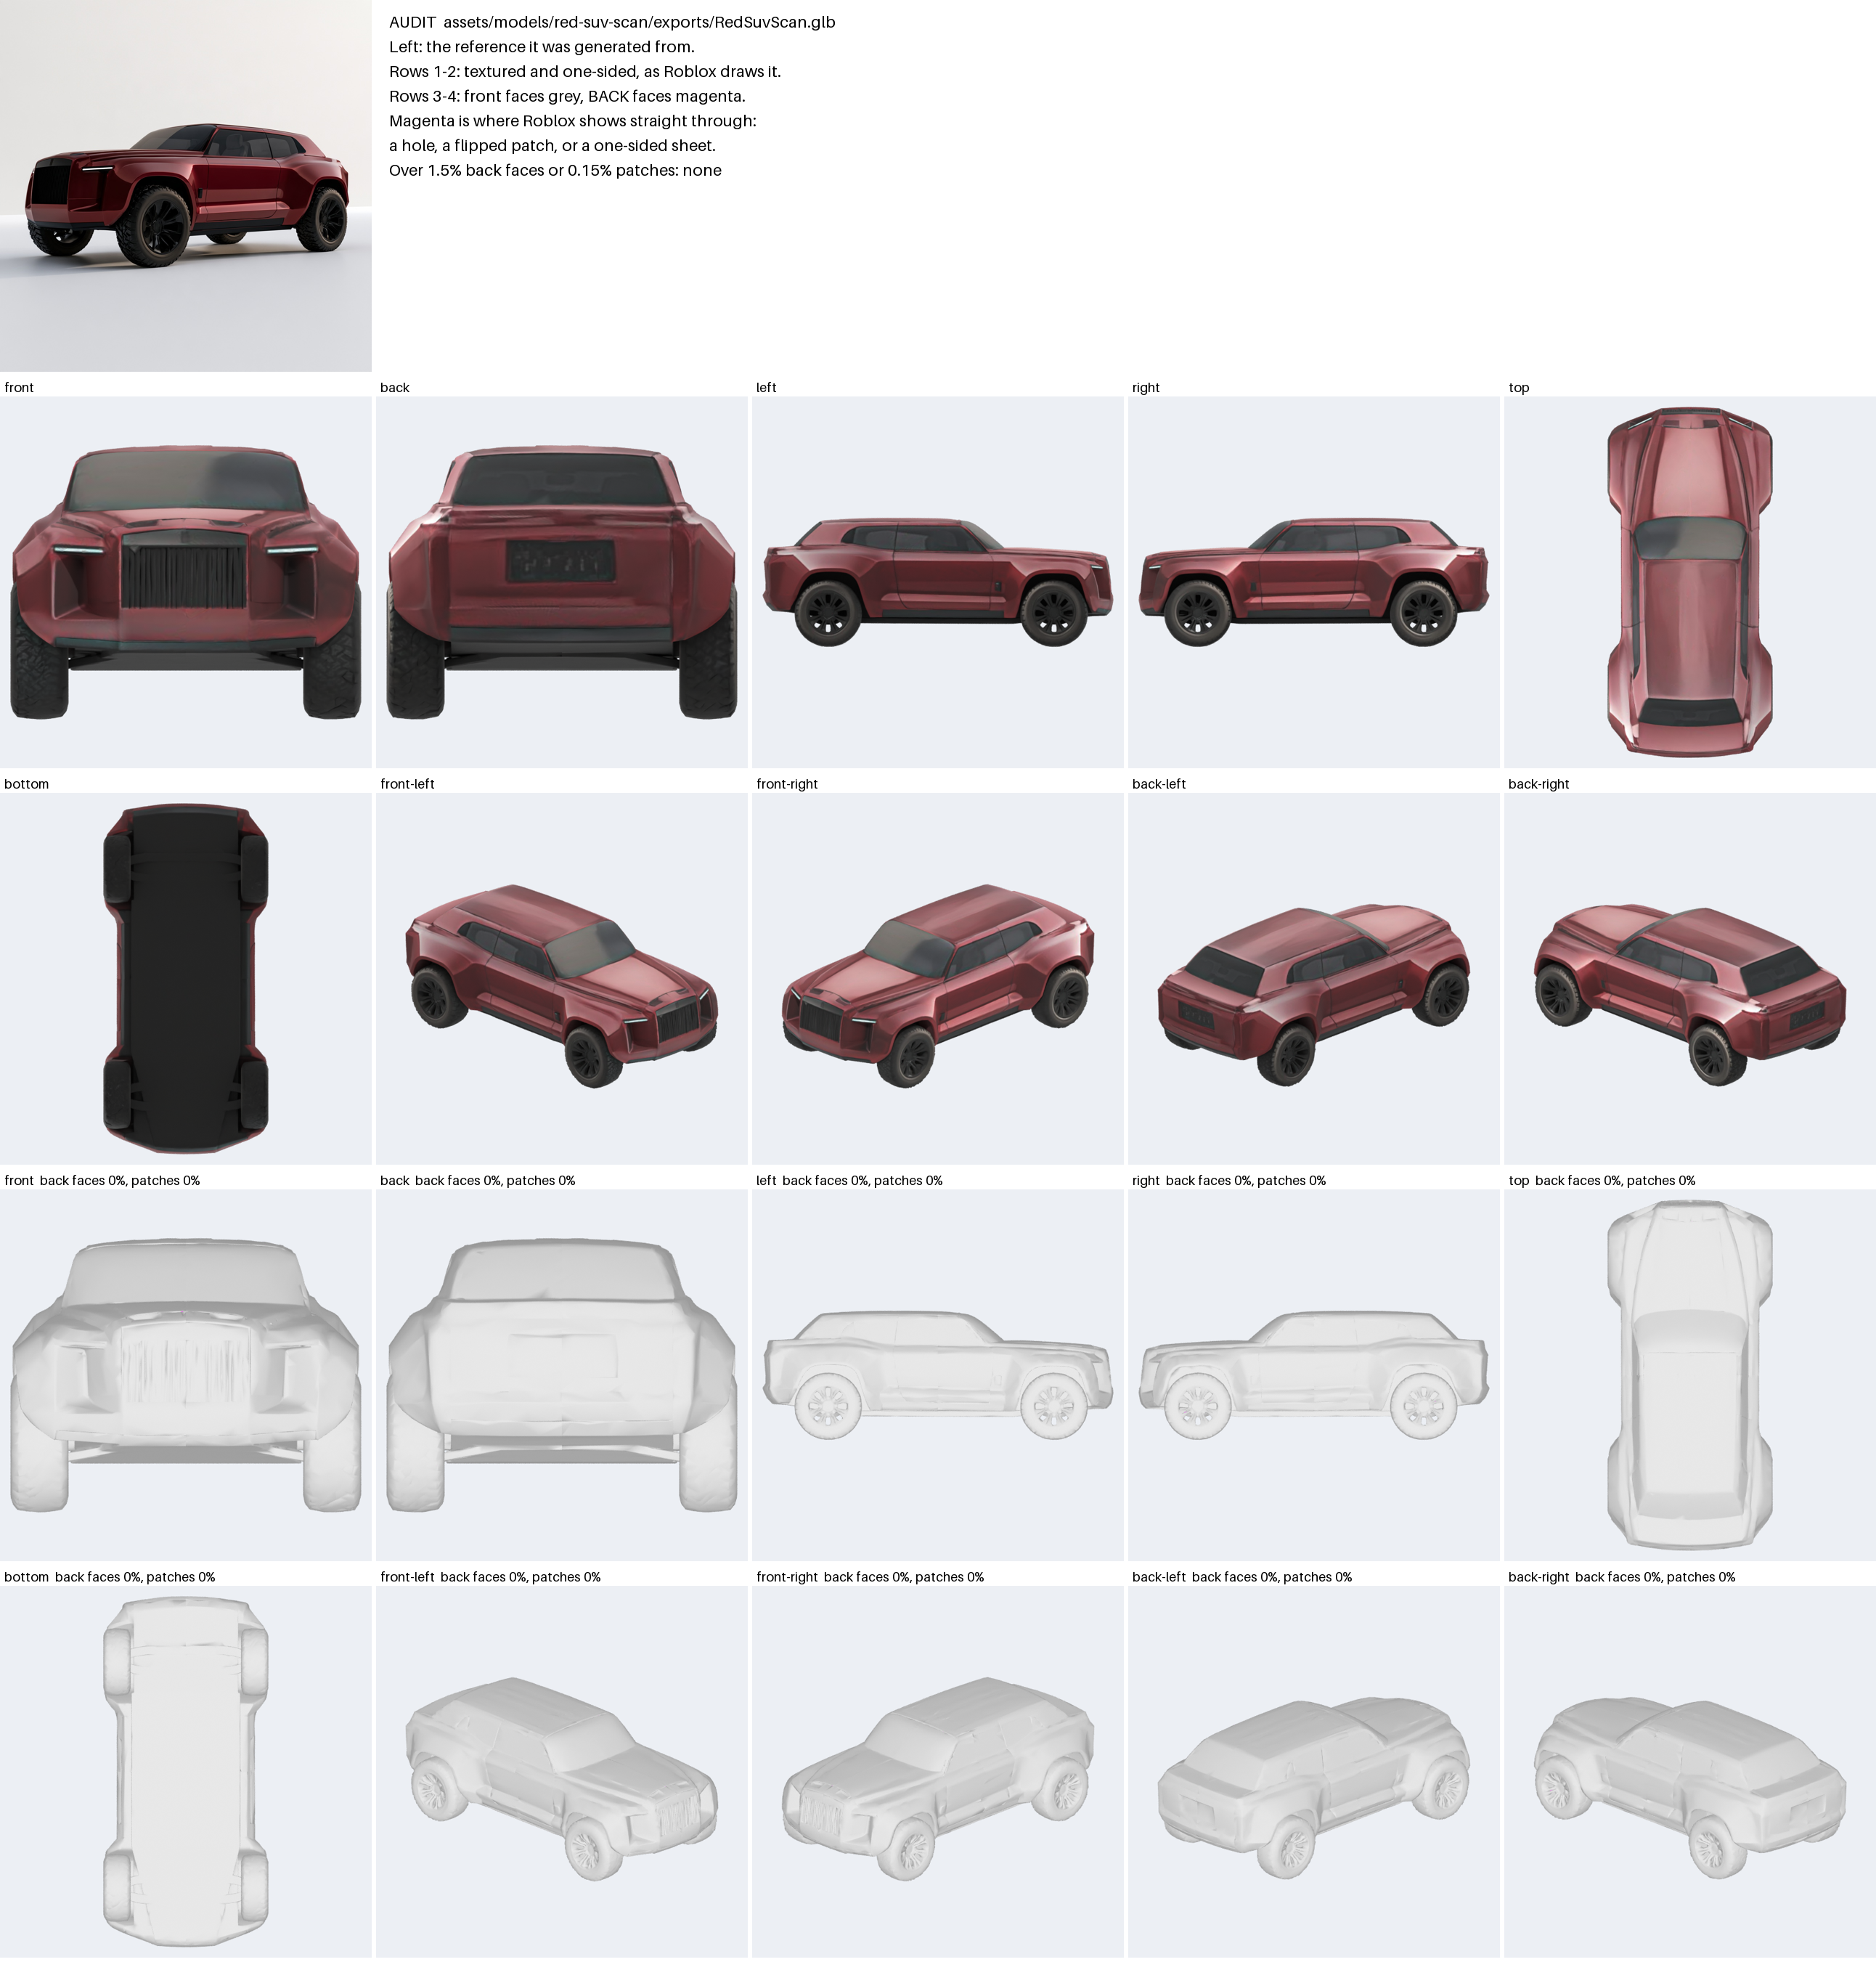 AUDIT assets/models/red-suv-scan/exports/RedSuvScan.glb
Left: the reference it was generated from.
Rows 1-2: textured and one-sided, as Roblox draws it.
Rows 3-4: front faces grey, BACK faces magenta.
Magenta is where Roblox shows straight through:
a hole, a flipped patch, or a one-sided sheet.
Over 1.5% back faces or 0.15% patches: none
front
back
left
right
top
bottom
front-left
front-right
back-left
back-right
front back faces 0%, patches 0%
back back faces 0%, patches 0%
left back faces 0%, patches 0%
right back faces 0%, patches 0%
top back faces 0%, patches 0%
bottom back faces 0%, patches 0%
front-left back faces 0%, patches 0%
front-right back faces 0%, patches 0%
back-left back faces 0%, patches 0%
back-right back faces 0%, patches 0%